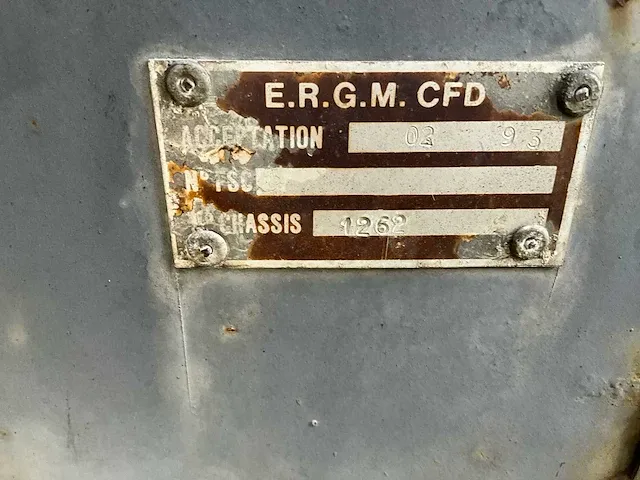 E.R.G.M. CFD
ACCEPTATION 02 93
CHASSIS 1262